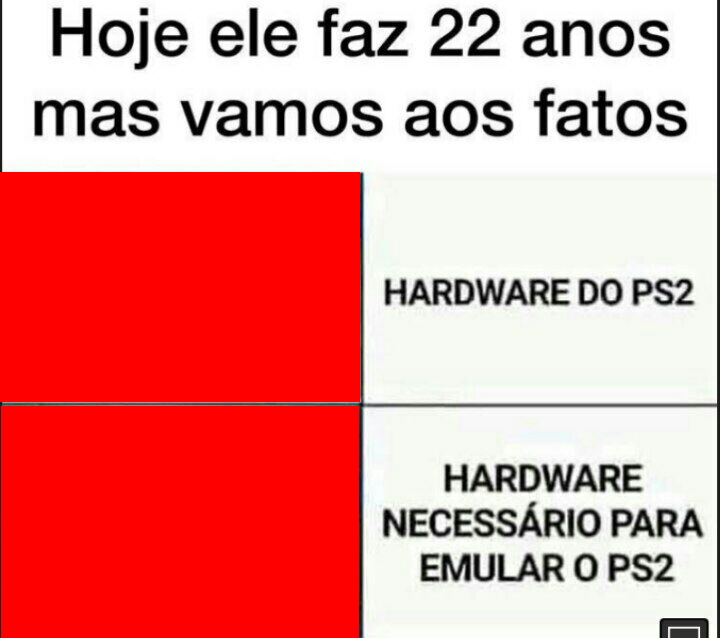 Hoje ele faz 22 anos
mas vamos aos fatos
HARDWARE DO PS2
HARDWARE
NECESSÁRIO PARA
EMULAR O PS2